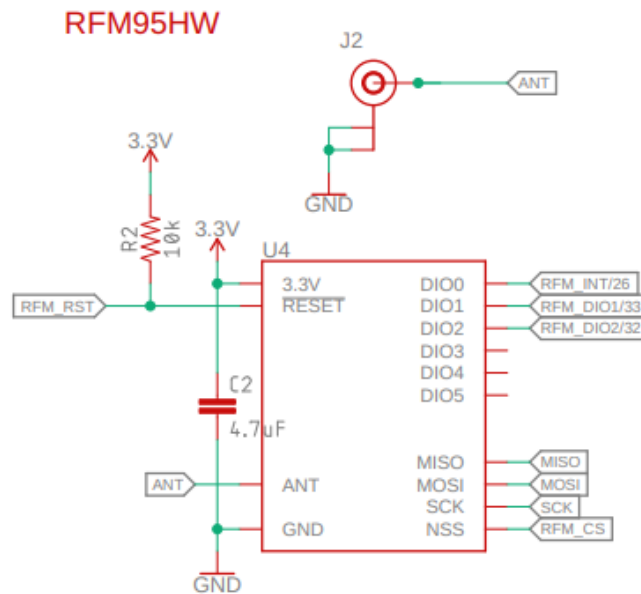 RFM95HW
J2
ANT
GND
3.3V
R2
10k
3.3V
RFM_RST
U4
3.3V
RESET
DIO0
RFM_INT/26
DIO1
RFM_DIO1/33
DIO2
RFM_DIO2/32
DIO3
DIO4
DIO5
C2
4.7uF
MISO
MISO
ANT
ANT
MOSI
MOSI
SCK
SCK
GND
NSS
RFM_CS
GND